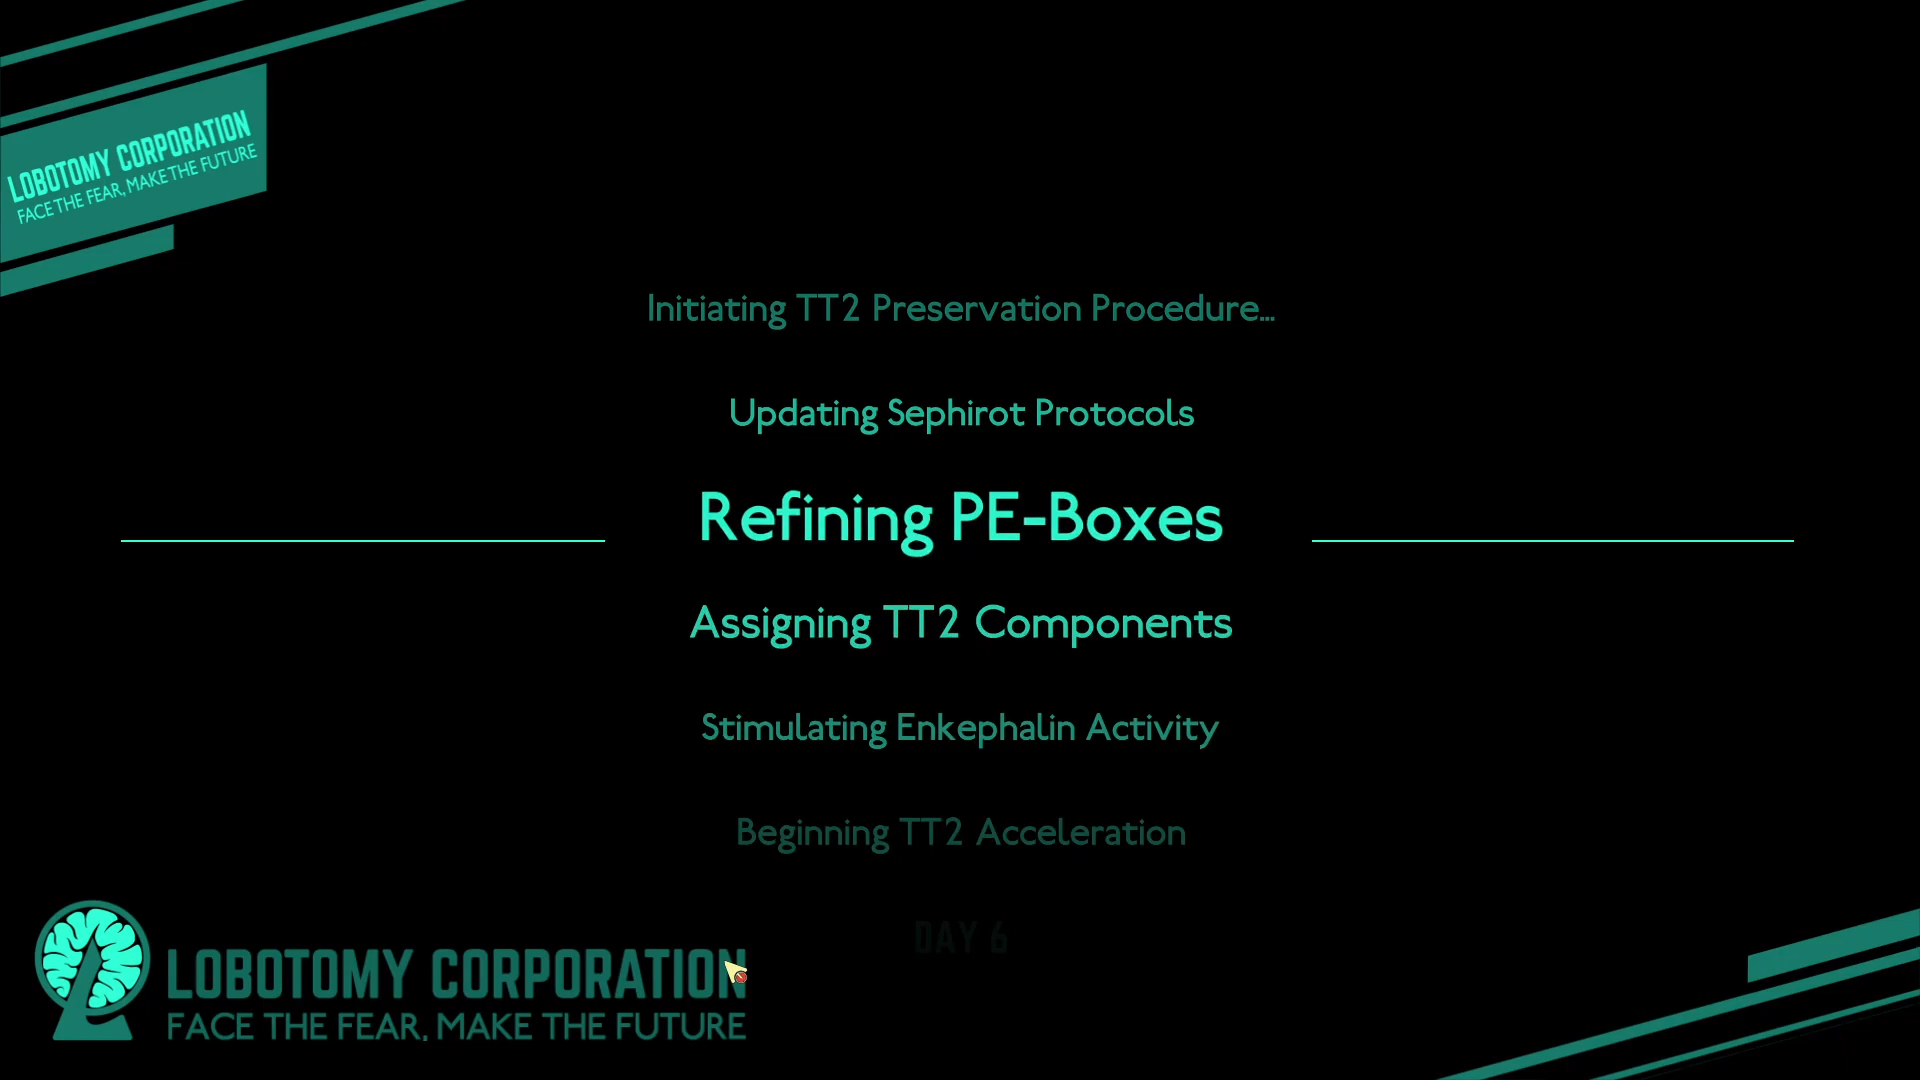 LOBOTOMY CORPORATION
FACE THE FEAR, MAKE THE FUTURE
Initiating TT2 Preservation Procedure...
Updating Sephirot Protocols
Refining PE-Boxes
Assigning TT2 Components
Stimulating Enkephalin Activity
Beginning TT2 Acceleration
DAY 6
LOBOTOMY CORPORATION
FACE THE FEAR, MAKE THE FUTURE